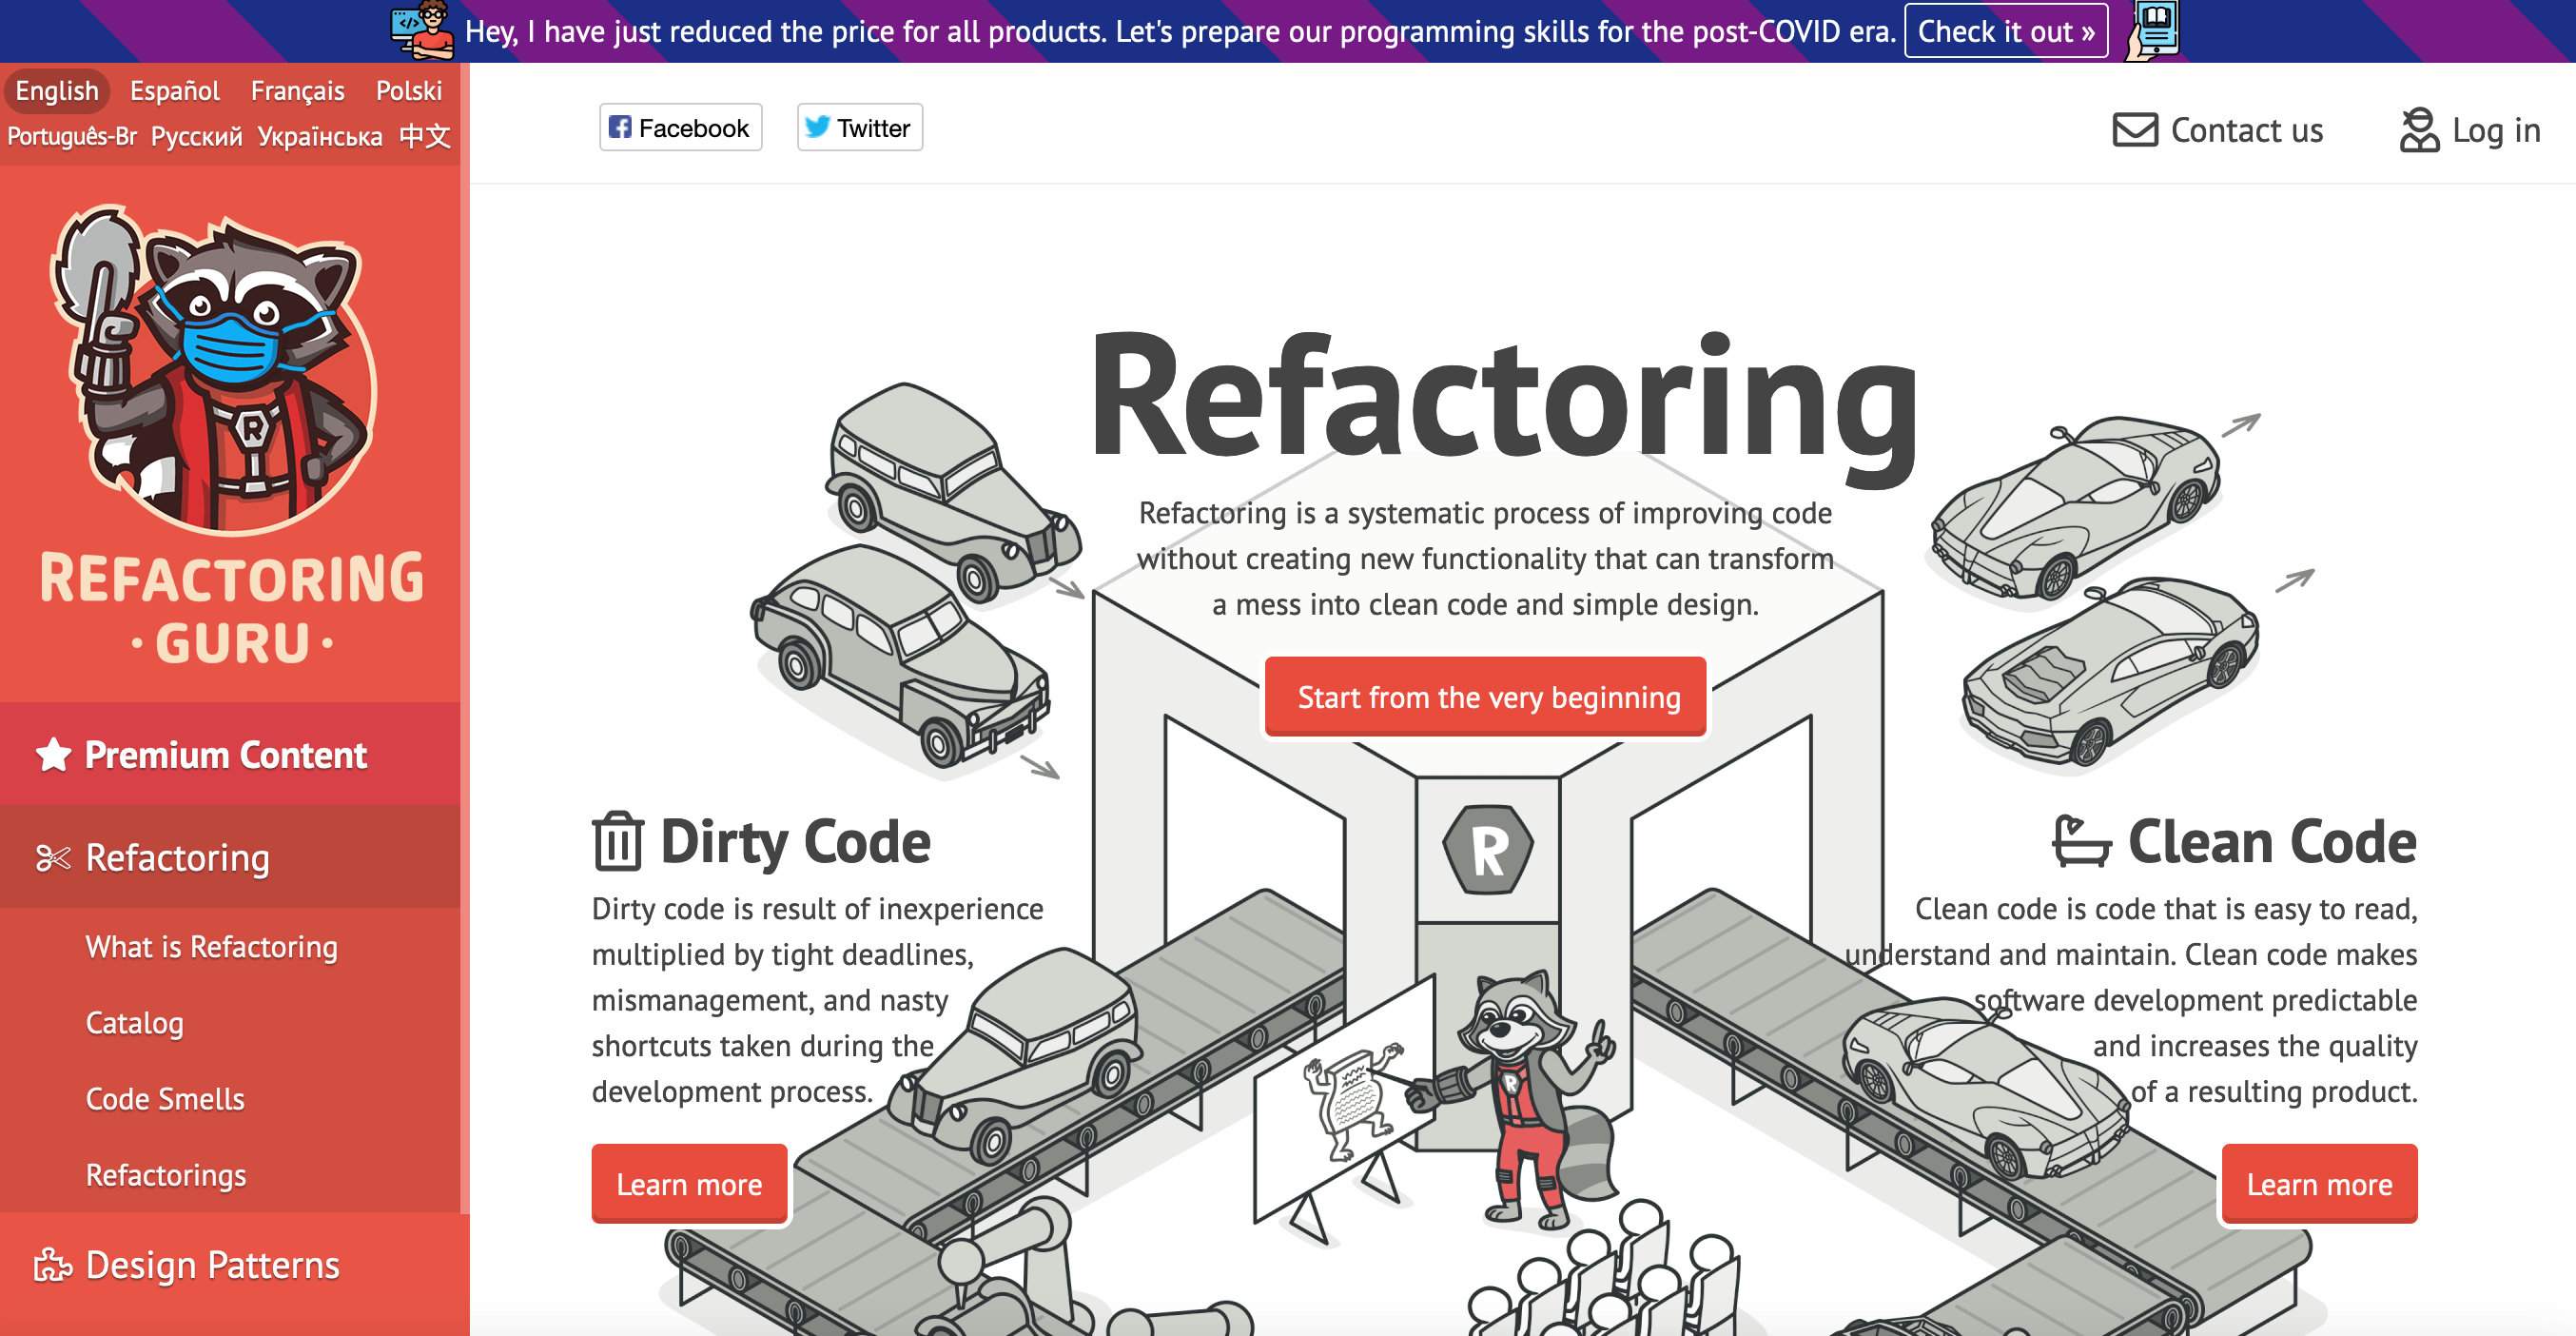 Hey, I have just reduced the price for all products. Let's prepare our programming skills for the post-COVID era. Check it out »
English Español Français Polski
Português-Br Русский Українська 中文
Facebook Twitter Contact us Log in
R
REFACTORING
· GURU ·
Premium Content
Refactoring
What is Refactoring
Catalog
Code Smells
Refactorings
Design Patterns
Refactoring
Refactoring is a systematic process of improving code
without creating new functionality that can transform
a mess into clean code and simple design.
Start from the very beginning
Dirty Code
Dirty code is result of inexperience
multiplied by tight deadlines,
mismanagement, and nasty
shortcuts taken during the
development process.
Learn more
R
R
Clean Code
Clean code is code that is easy to read,
understand and maintain. Clean code makes
software development predictable
and increases the quality
of a resulting product.
Learn more